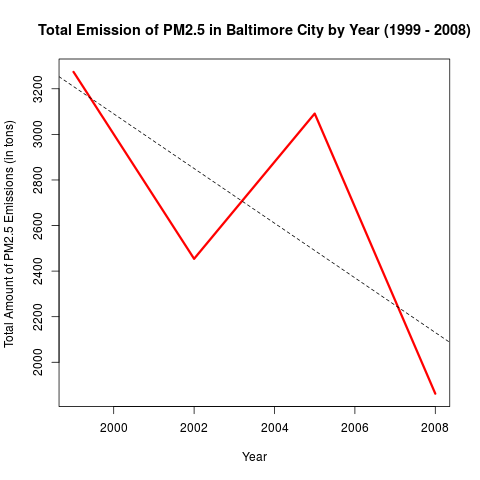 Total Emission of PM2.5 in Baltimore City by Year (1999 - 2008)
Total Amount of PM2.5 Emissions (in tons)
3200
3000
2800
2600
2400
2200
2000
2000 2002 2004 2006 2008
Year